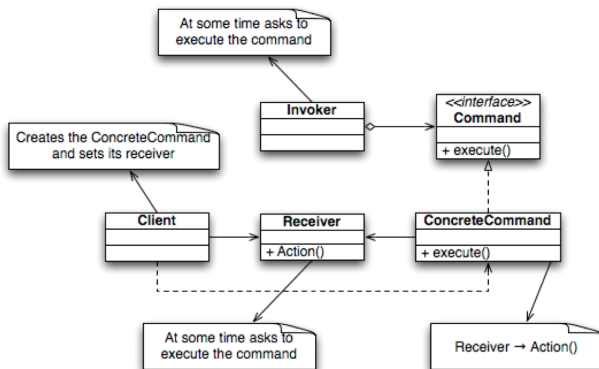 At some time asks to
execute the command
Invoker
<<interface>>
Command
+ execute()
Creates the ConcreteCommand
and sets its receiver
Client
Receiver
+ Action()
ConcreteCommand
+ execute()
At some time asks to
execute the command
Receiver → Action()